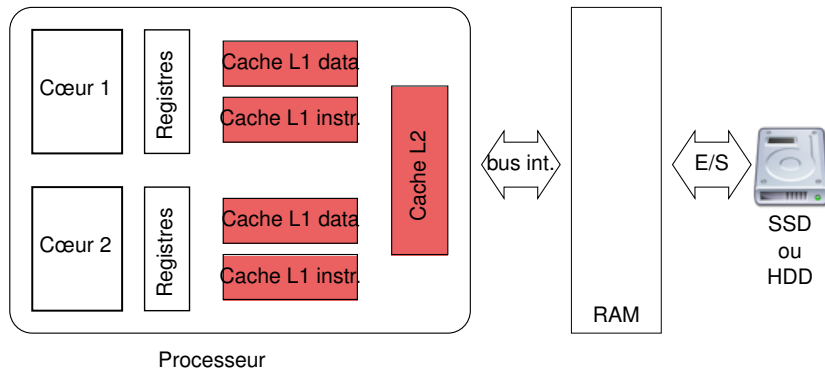 Cœur 1
Registres
Cache L1 data
Cache L1 instr.
Cœur 2
Registres
Cache L1 data
Cache L1 instr.
Cache L2
bus int.
RAM
E/S
SSD
ou
HDD
Processeur